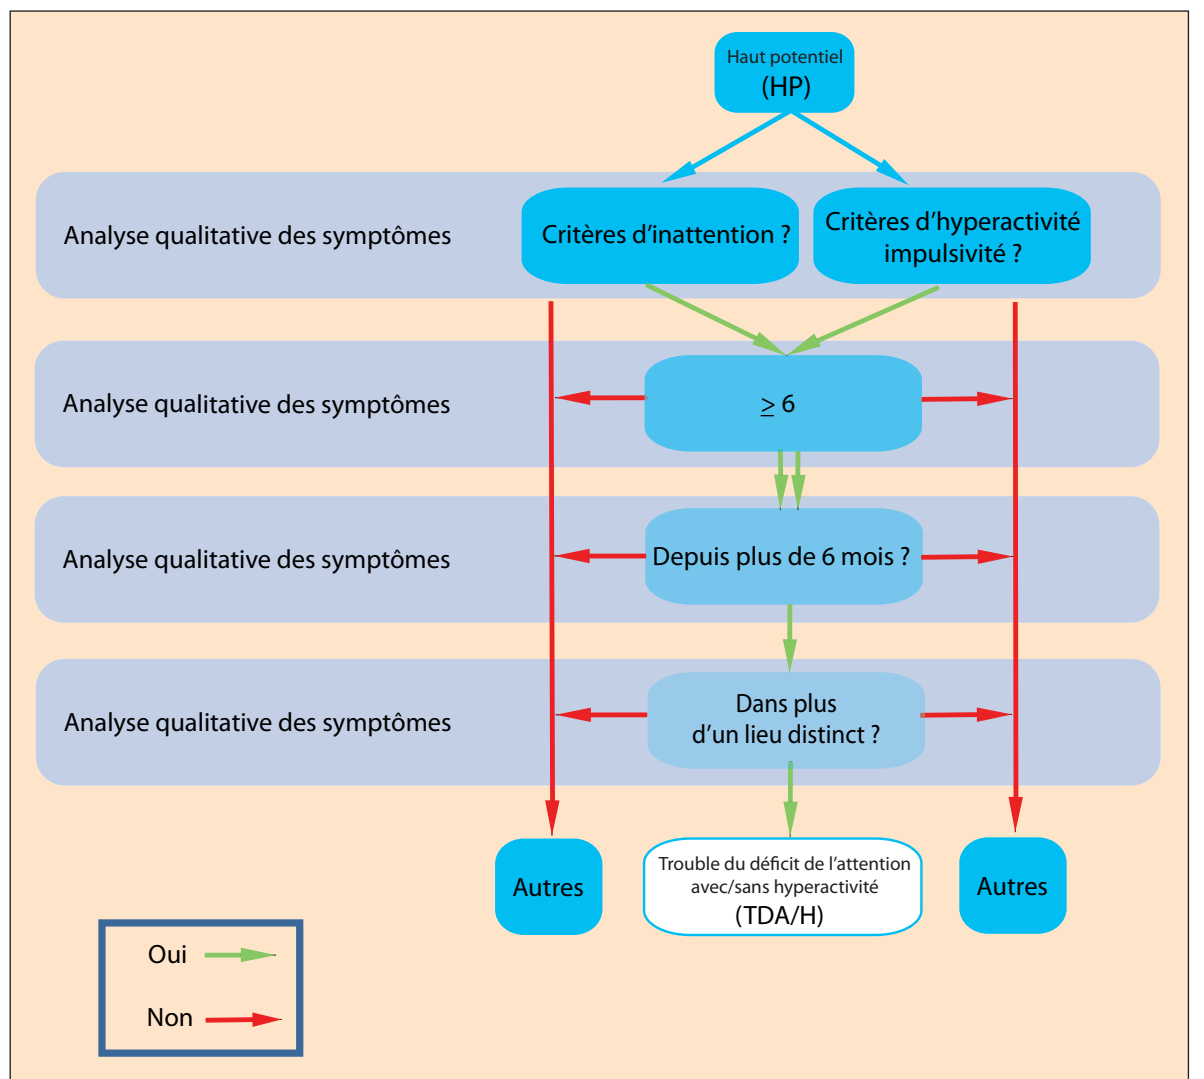 Haut potentiel
(HP)
Analyse qualitative des symptômes
Critères d'inattention ?
Critères d'hyperactivité
impulsivité ?
Analyse qualitative des symptômes
≥ 6
Analyse qualitative des symptômes
Depuis plus de 6 mois ?
Analyse qualitative des symptômes
Dans plus
d'un lieu distinct ?
Autres
Trouble du déficit de l'attention
avec/sans hyperactivité
(TDA/H)
Autres
Oui
Non